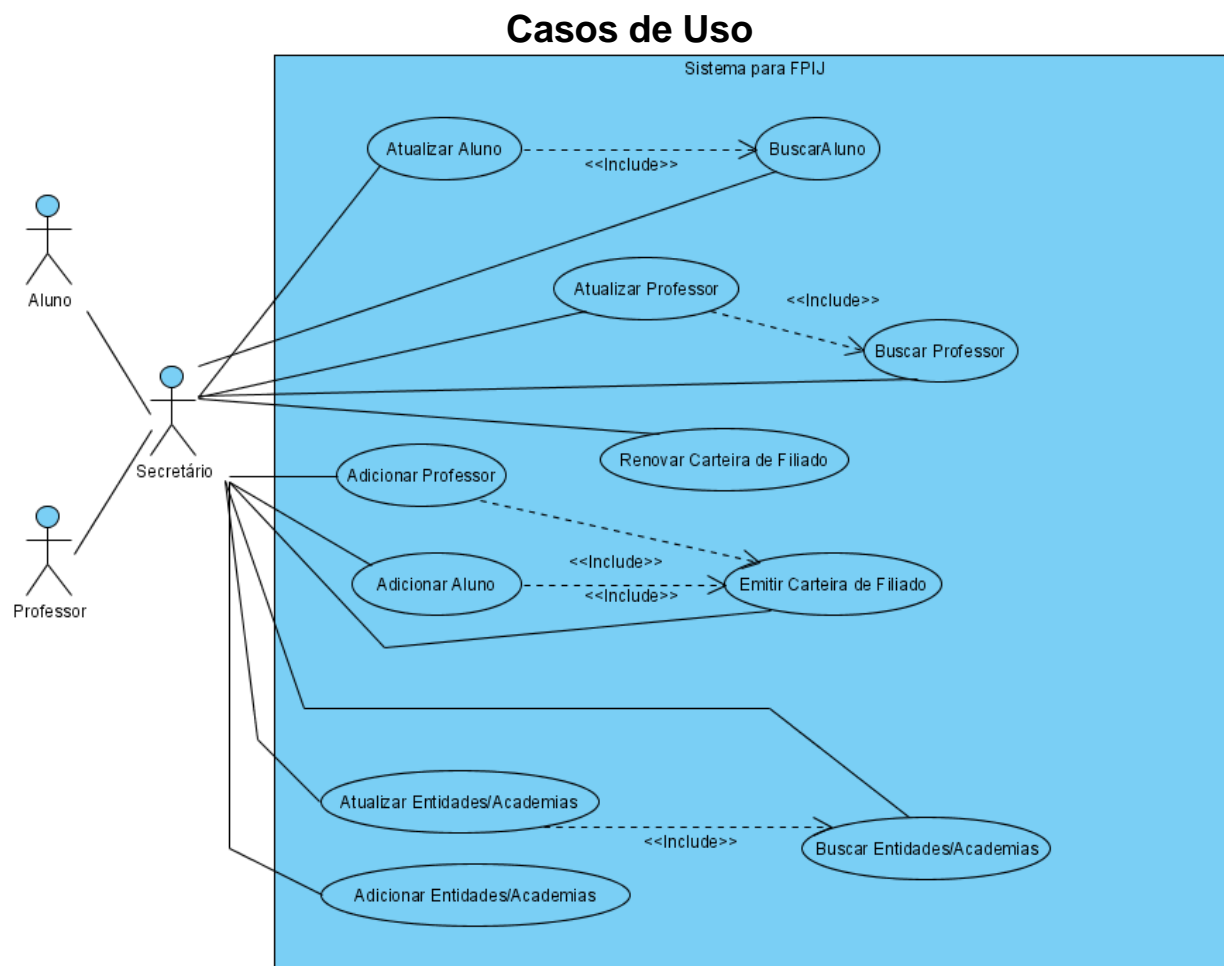 Casos de Uso
Sistema para FPIJ
Atualizar Aluno
BuscarAluno
<<Include>>
Aluno
Atualizar Professor
<<Include>>
Buscar Professor
Secretário
Renovar Carteira de Filiado
Adicionar Professor
<<Include>>
Adicionar Aluno
Emitir Carteira de Filiado
<<Include>>
Professor
Atualizar Entidades/Academias
<<Include>>
Buscar Entidades/Academias
Adicionar Entidades/Academias